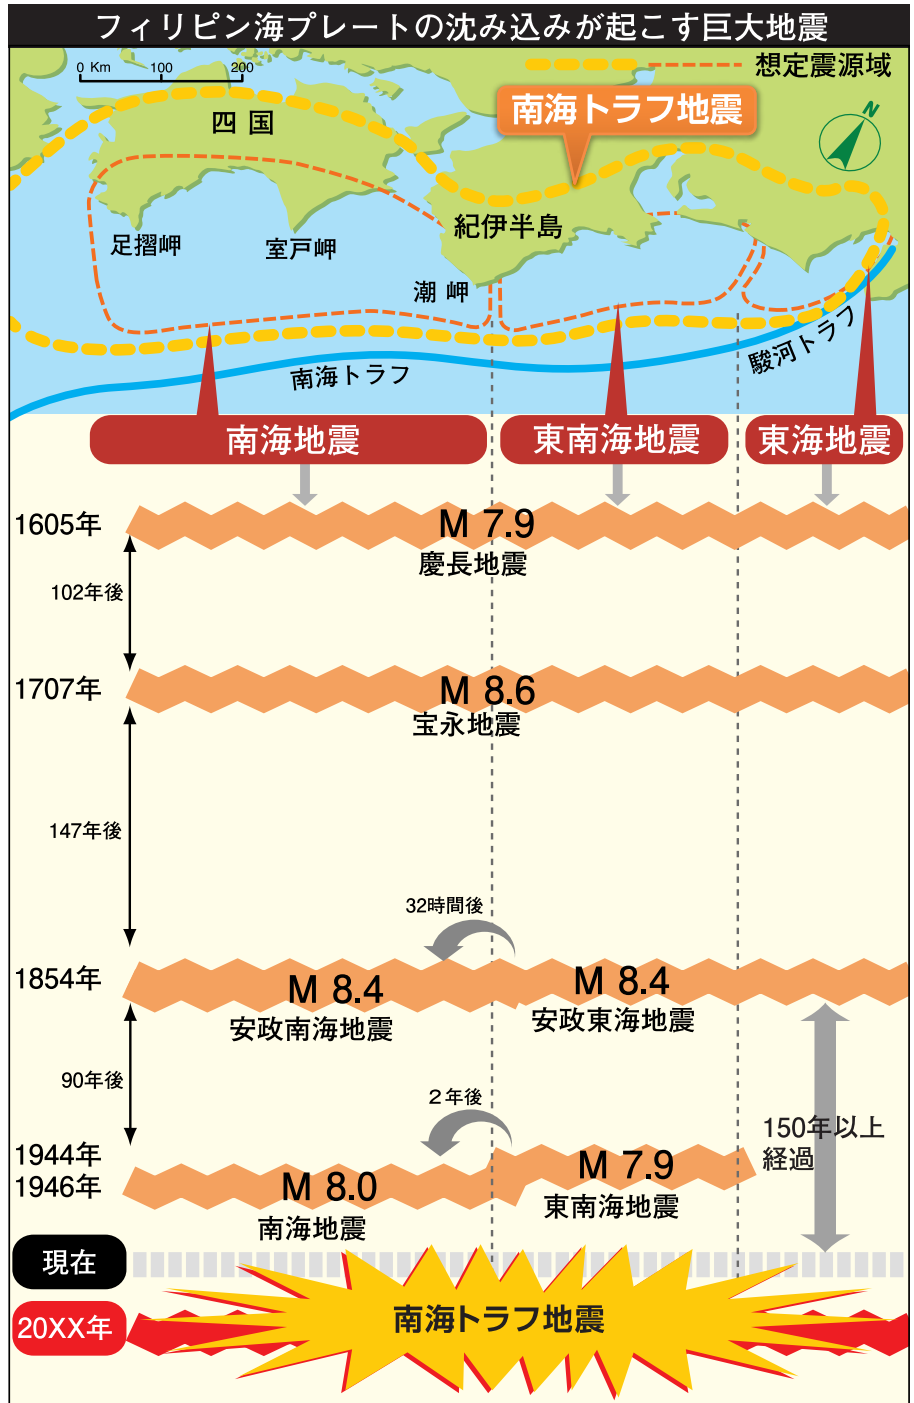 フィリピン海プレートの沈み込みが起こす巨大地震
0 Km 100 200
想定震源域
南海トラフ地震
N
四国
紀伊半島
足摺岬
室戸岬
潮岬
駿河トラフ
南海トラフ
南海地震
東南海地震
東海地震
1605年
M 7.9
慶長地震
102年後
1707年
M 8.6
宝永地震
147年後
32時間後
1854年
M 8.4
M 8.4
安政南海地震
安政東海地震
90年後
2年後
150年以上
経過
1944年
1946年
M 8.0
M 7.9
南海地震
東南海地震
現在
20XX年
南海トラフ地震